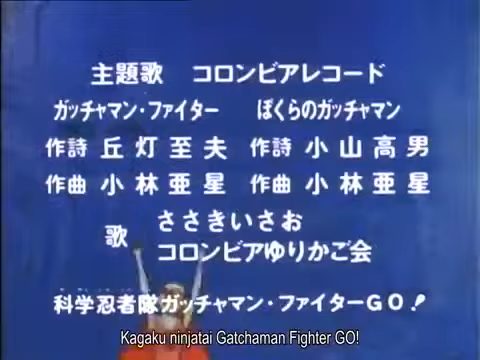 主題歌 コロンビアレコード
ガッチャマン・ファイター ぼくらのガッチャマン
作詩 丘灯至夫 作詩 小山高男
作曲 小林亜星 作曲 小林亜星
歌 ささきいさお
コロンビアゆりかご会
科学忍者隊ガッチャマン・ファイターGO!
Kagaku ninjatai Gatchaman Fighter GO!